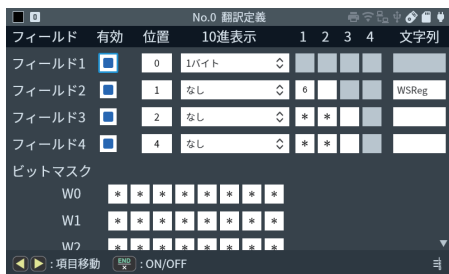 0 No.0 翻訳定義
フィールド 有効 位置 10進表示 1 2 3 4 文字列
フィールド1 0 1バイト
フィールド2 1 なし 6 WSReg
フィールド3 2 なし * *
フィールド4 4 なし * *
ビットマスク
W0 * * * * * * * *
W1 * * * * * * * *
W2 * * * * * * * *
:項目移動 END × :ON/OFF